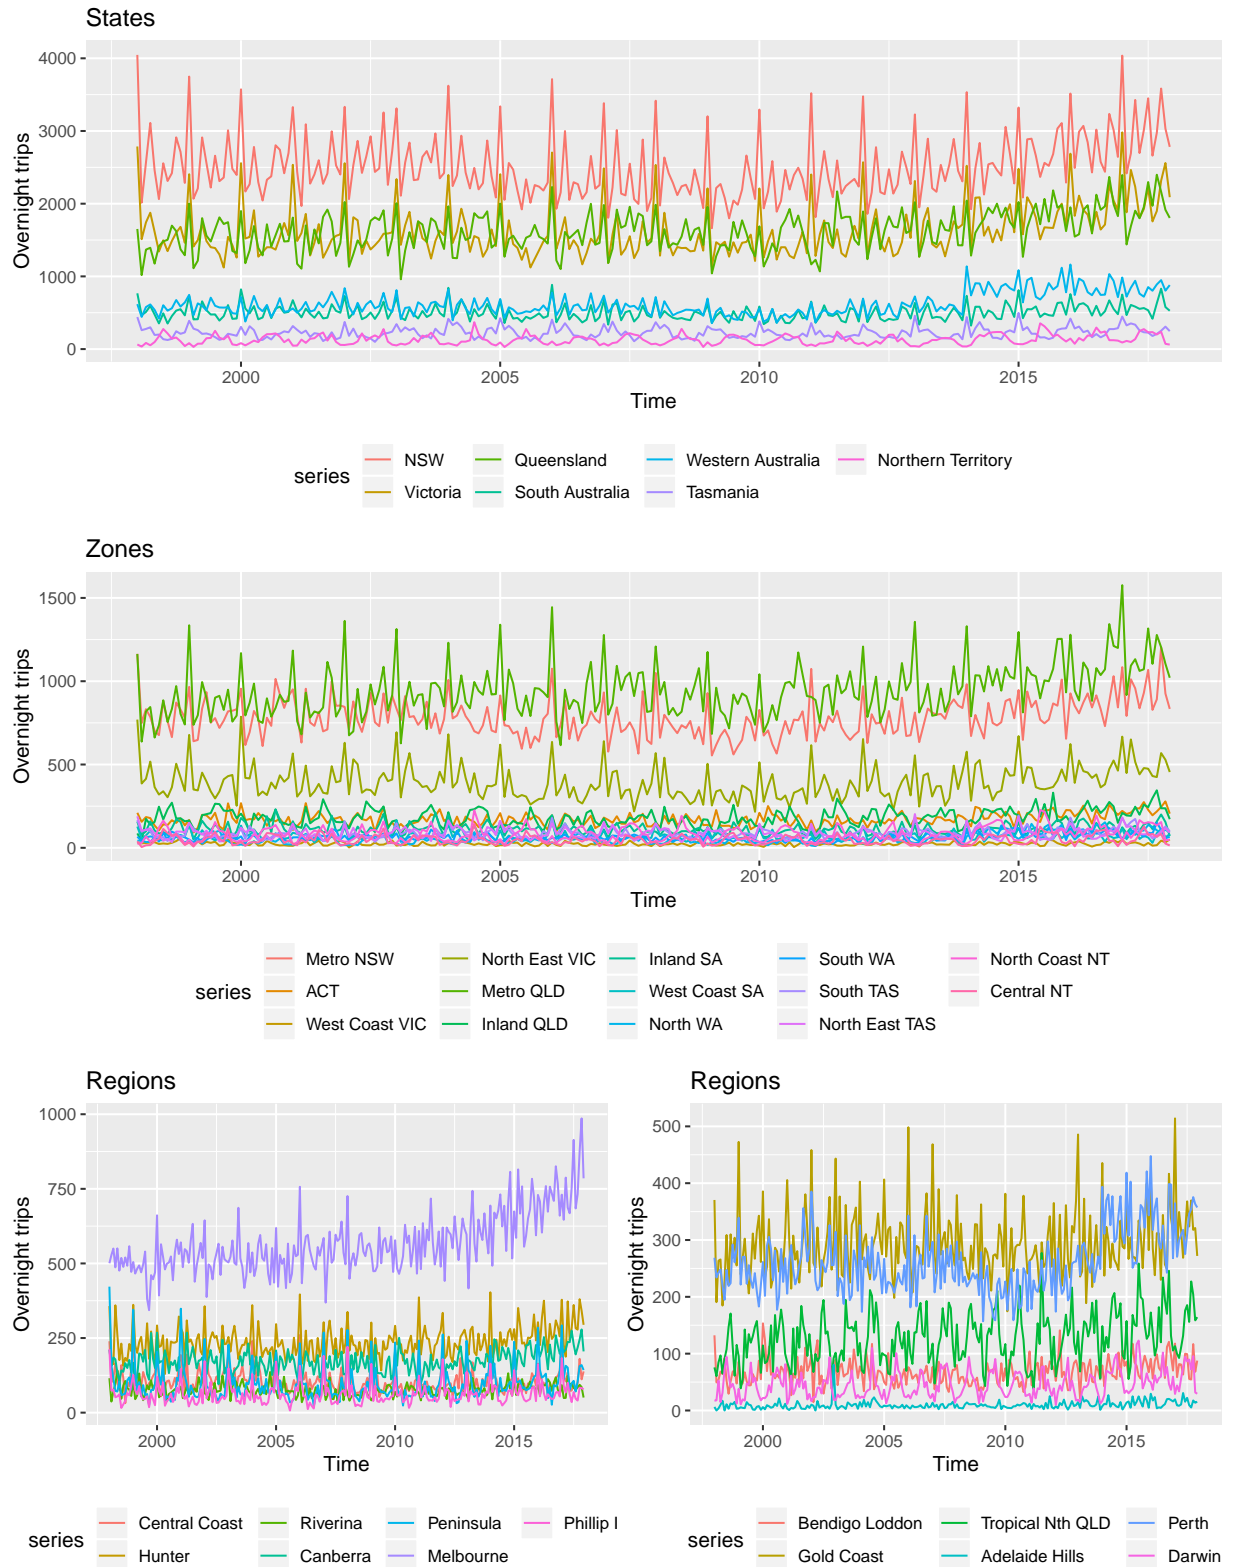 States
4000
3000
2000
1000
0
Overnight trips
2000 2005 2010 2015
Time
series
NSW Queensland Western Australia Northern Territory
Victoria South Australia Tasmania
Zones
1500
1000
500
0
Overnight trips
2000 2005 2010 2015
Time
series
Metro NSW North East VIC Inland SA South WA North Coast NT
ACT Metro QLD West Coast SA South TAS Central NT
West Coast VIC Inland QLD North WA North East TAS
Regions
1000
750
500
250
0
Overnight trips
2000 2005 2010 2015
Time
series
Central Coast Riverina Peninsula Phillip I
Hunter Canberra Melbourne
Regions
500
400
300
200
100
0
Overnight trips
2000 2005 2010 2015
Time
series
Bendigo Loddon Tropical Nth QLD Perth
Gold Coast Adelaide Hills Darwin